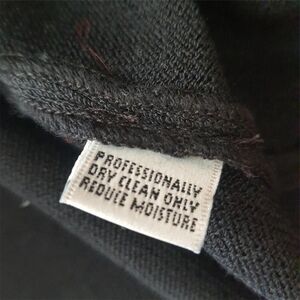 PROFESSIONALLY
DRY CLEAN ONLY
REDUCE MOISTURE